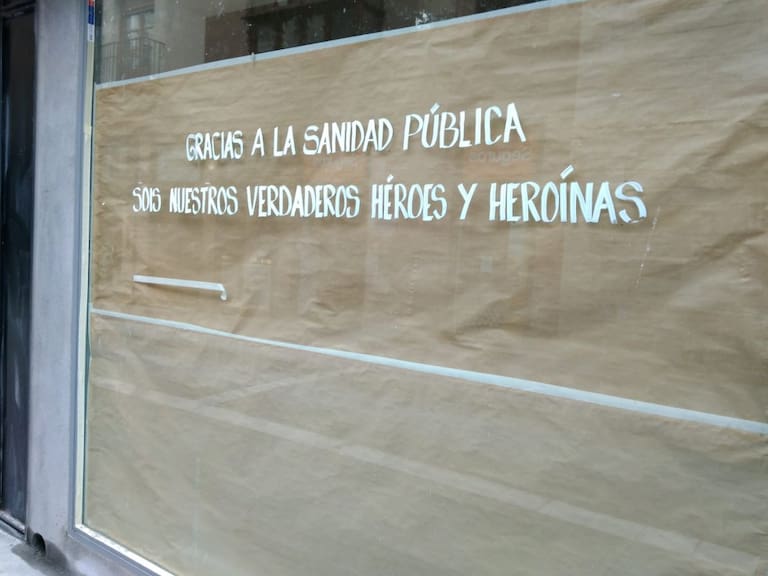 GRACIAS A LA SANIDAD PÚBLICA
SOIS NUESTROS VERDADEROS HÉROES Y HEROÍNAS